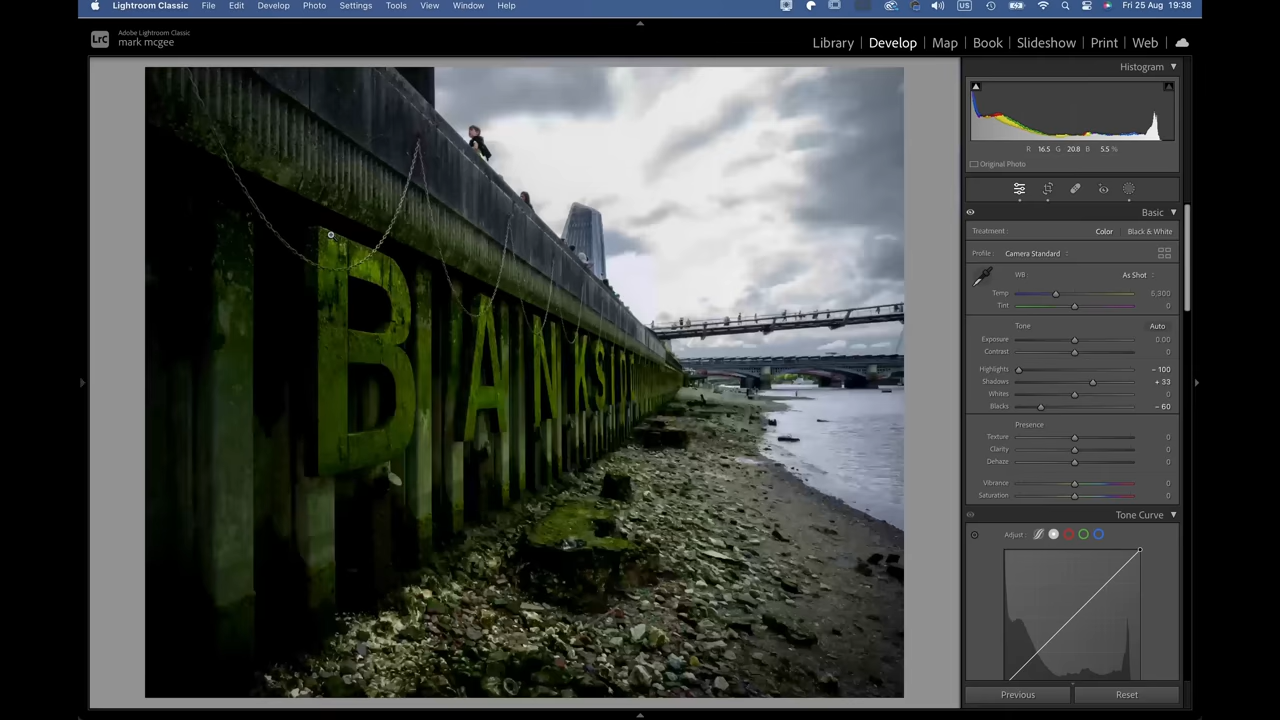 Lightroom Classic File Edit Develop Photo Settings Tools View Window Help US Fri 25 Aug 19:38
LrC
Adobe Lightroom Classic
mark mcgee
Library | Develop | Map | Book | Slideshow | Print | Web
Histogram
R 16.5 G 20.8 B 5.5 %
Original Photo
Basic
Treatment : Color Black & White
Profile : Camera Standard
WB As Shot
Temp 5,300
Tint 0
Tone Auto
Exposure 0.00
Contrast 0
Highlights – 100
Shadows + 33
Whites 0
Blacks – 60
Presence
Texture 0
Clarity 0
Dehaze 0
Vibrance 0
Saturation 0
Tone Curve
Adjust :
Previous Reset
BANKSID